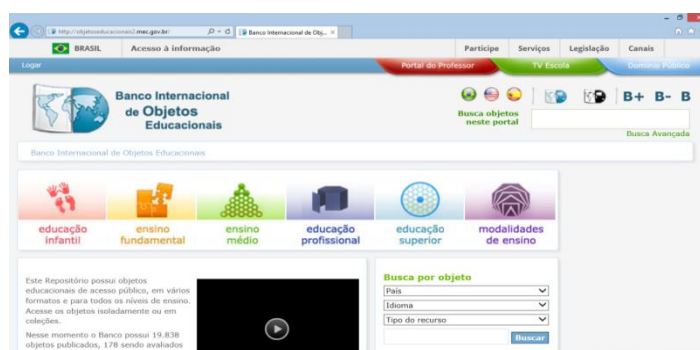 http://objetoseducacionais2.mec.gov.br/
Banco Internacional de Obj...
BRASIL
Acesso à informação
Participe
Serviços
Legislação
Canais
Logar
Portal do Professor
TV Escola
Domínio Público
Banco Internacional
de Objetos
Educacionais
Busca objetos
neste portal
B+ B- B
Busca Avançada
Banco Internacional de Objetos Educacionais
educação
infantil
ensino
fundamental
ensino
médio
educação
profissional
educação
superior
modalidades
de ensino
Este Repositório possui objetos
educacionais de acesso público, em vários
formatos e para todos os níveis de ensino.
Acesse os objetos isoladamente ou em
coleções.
Nesse momento o Banco possui 19.838
objetos publicados, 178 sendo avaliados
Busca por objeto
País
Idioma
Tipo do recurso
Buscar